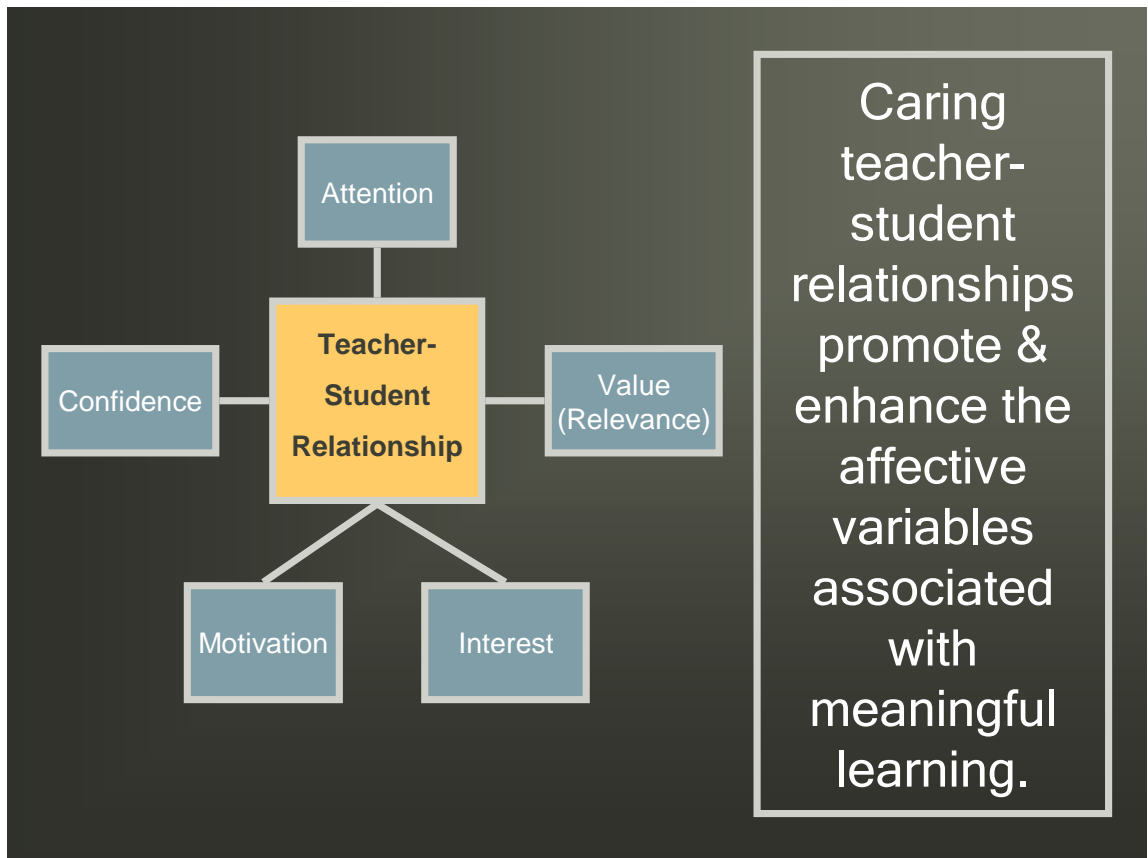 Attention
Teacher-
Student
Relationship
Confidence
Value
(Relevance)
Motivation
Interest
Caring
teacher-
student
relationships
promote &
enhance the
affective
variables
associated
with
meaningful
learning.